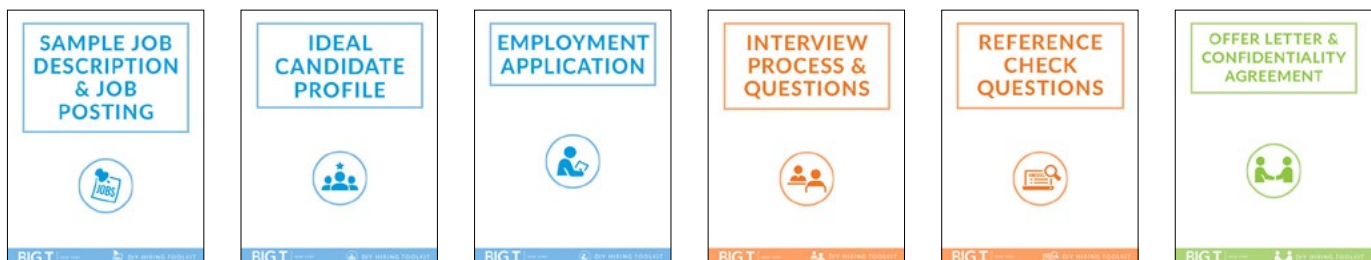 SAMPLE JOB
DESCRIPTION
& JOB
POSTING
JOBS
BIG T
DIY HIRING TOOLKIT
IDEAL
CANDIDATE
PROFILE
BIG T
DIY HIRING TOOLKIT
EMPLOYMENT
APPLICATION
BIG T
DIY HIRING TOOLKIT
INTERVIEW
PROCESS &
QUESTIONS
BIG T
DIY HIRING TOOLKIT
REFERENCE
CHECK
QUESTIONS
BIG T
DIY HIRING TOOLKIT
OFFER LETTER &
CONFIDENTIALITY
AGREEMENT
BIG T
DIY HIRING TOOLKIT